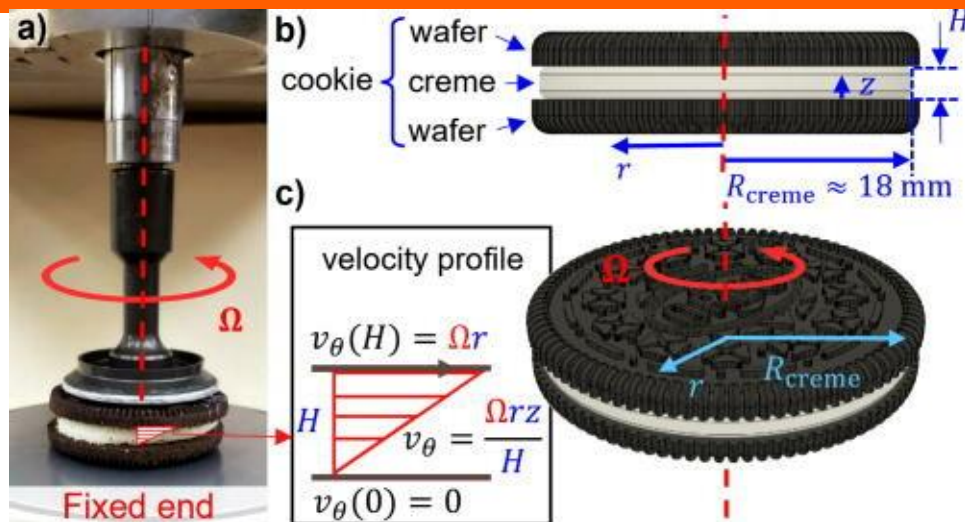 a)
Ω
Fixed end
b)
wafer
cookie
creme
wafer
H
z
r
R_creme ≈ 18 mm
c)
velocity profile
v_θ(H) = Ωr
H
v_θ = Ωrz/H
v_θ(0) = 0
Ω
r
R_creme